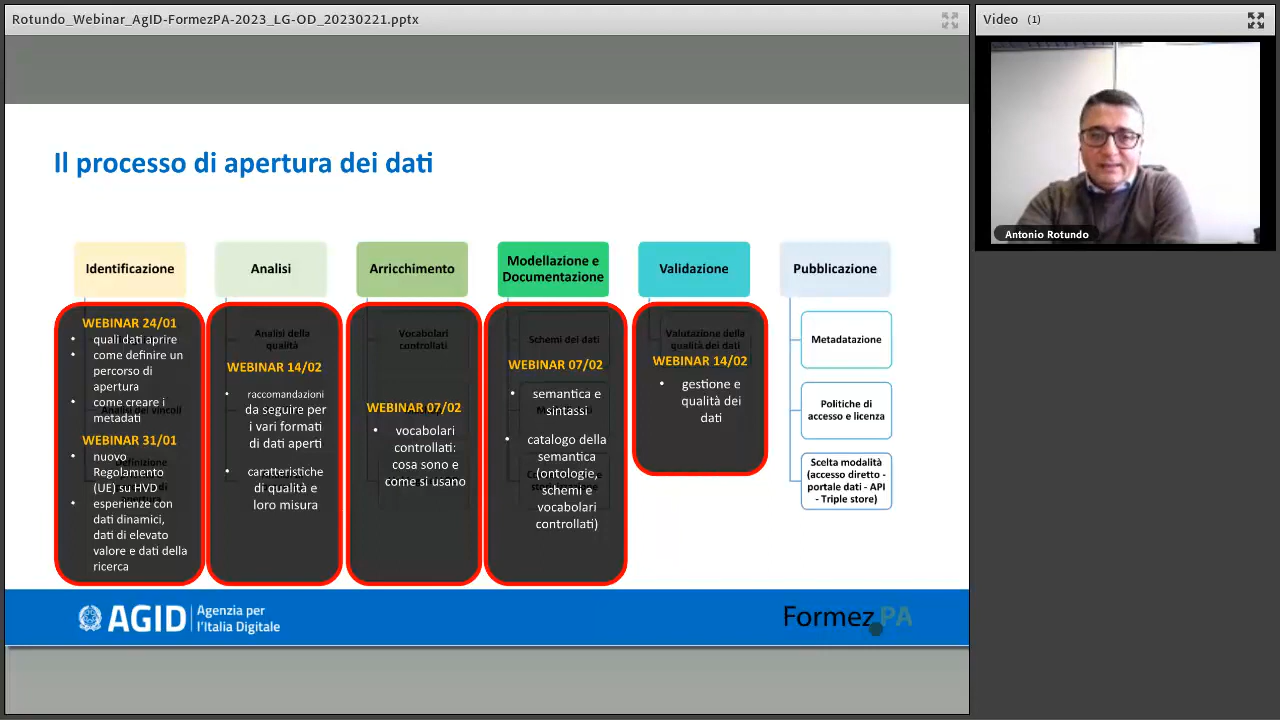 Rotundo_Webinar_AgID-FormezPA-2023_LG-OD_20230221.pptx
Video (1)
Antonio Rotundo
Il processo di apertura dei dati
Identificazione
WEBINAR 24/01
• quali dati aprire
• come definire un
percorso di
apertura
• come creare i
metadati
WEBINAR 31/01
• nuovo
Regolamento
(UE) su HVD
• esperienze con
dati dinamici,
dati di elevato
valore e dati della
ricerca
Analisi
Analisi della
qualità
WEBINAR 14/02
• raccomandazioni
da seguire per
i vari formati
di dati aperti
• caratteristiche
di qualità e
loro misura
Arricchimento
Vocabolari
controllati
WEBINAR 07/02
• vocabolari
controllati:
cosa sono e
come si usano
Modellazione e
Documentazione
Schemi dei dati
WEBINAR 07/02
• semantica e
sintassi
• catalogo della
semantica
(ontologie,
schemi e
vocabolari
controllati)
Validazione
Valutazione della
qualità dei dati
WEBINAR 14/02
• gestione e
qualità dei
dati
Pubblicazione
Metadatazione
Politiche di
accesso e licenza
Scelta modalità
(accesso diretto -
portale dati - API
- Triple store)
AGID
Agenzia per
l'Italia Digitale
Formez PA